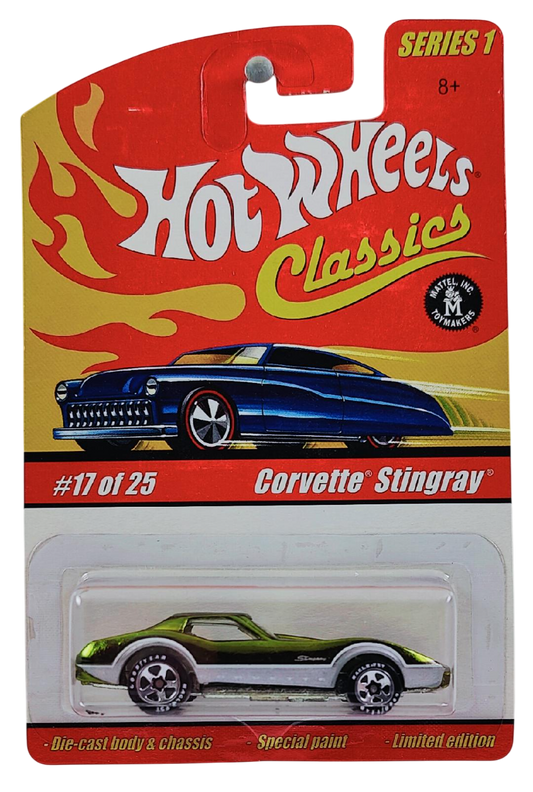 SERIES 1
8+
HOT WHEELS®
Classics
MATTEL, INC.
M
TOYMAKERS
®
#17 of 25
Corvette® Stingray®
Stingray
GOODYEAR
- Die-cast body & chassis - Special paint - Limited edition